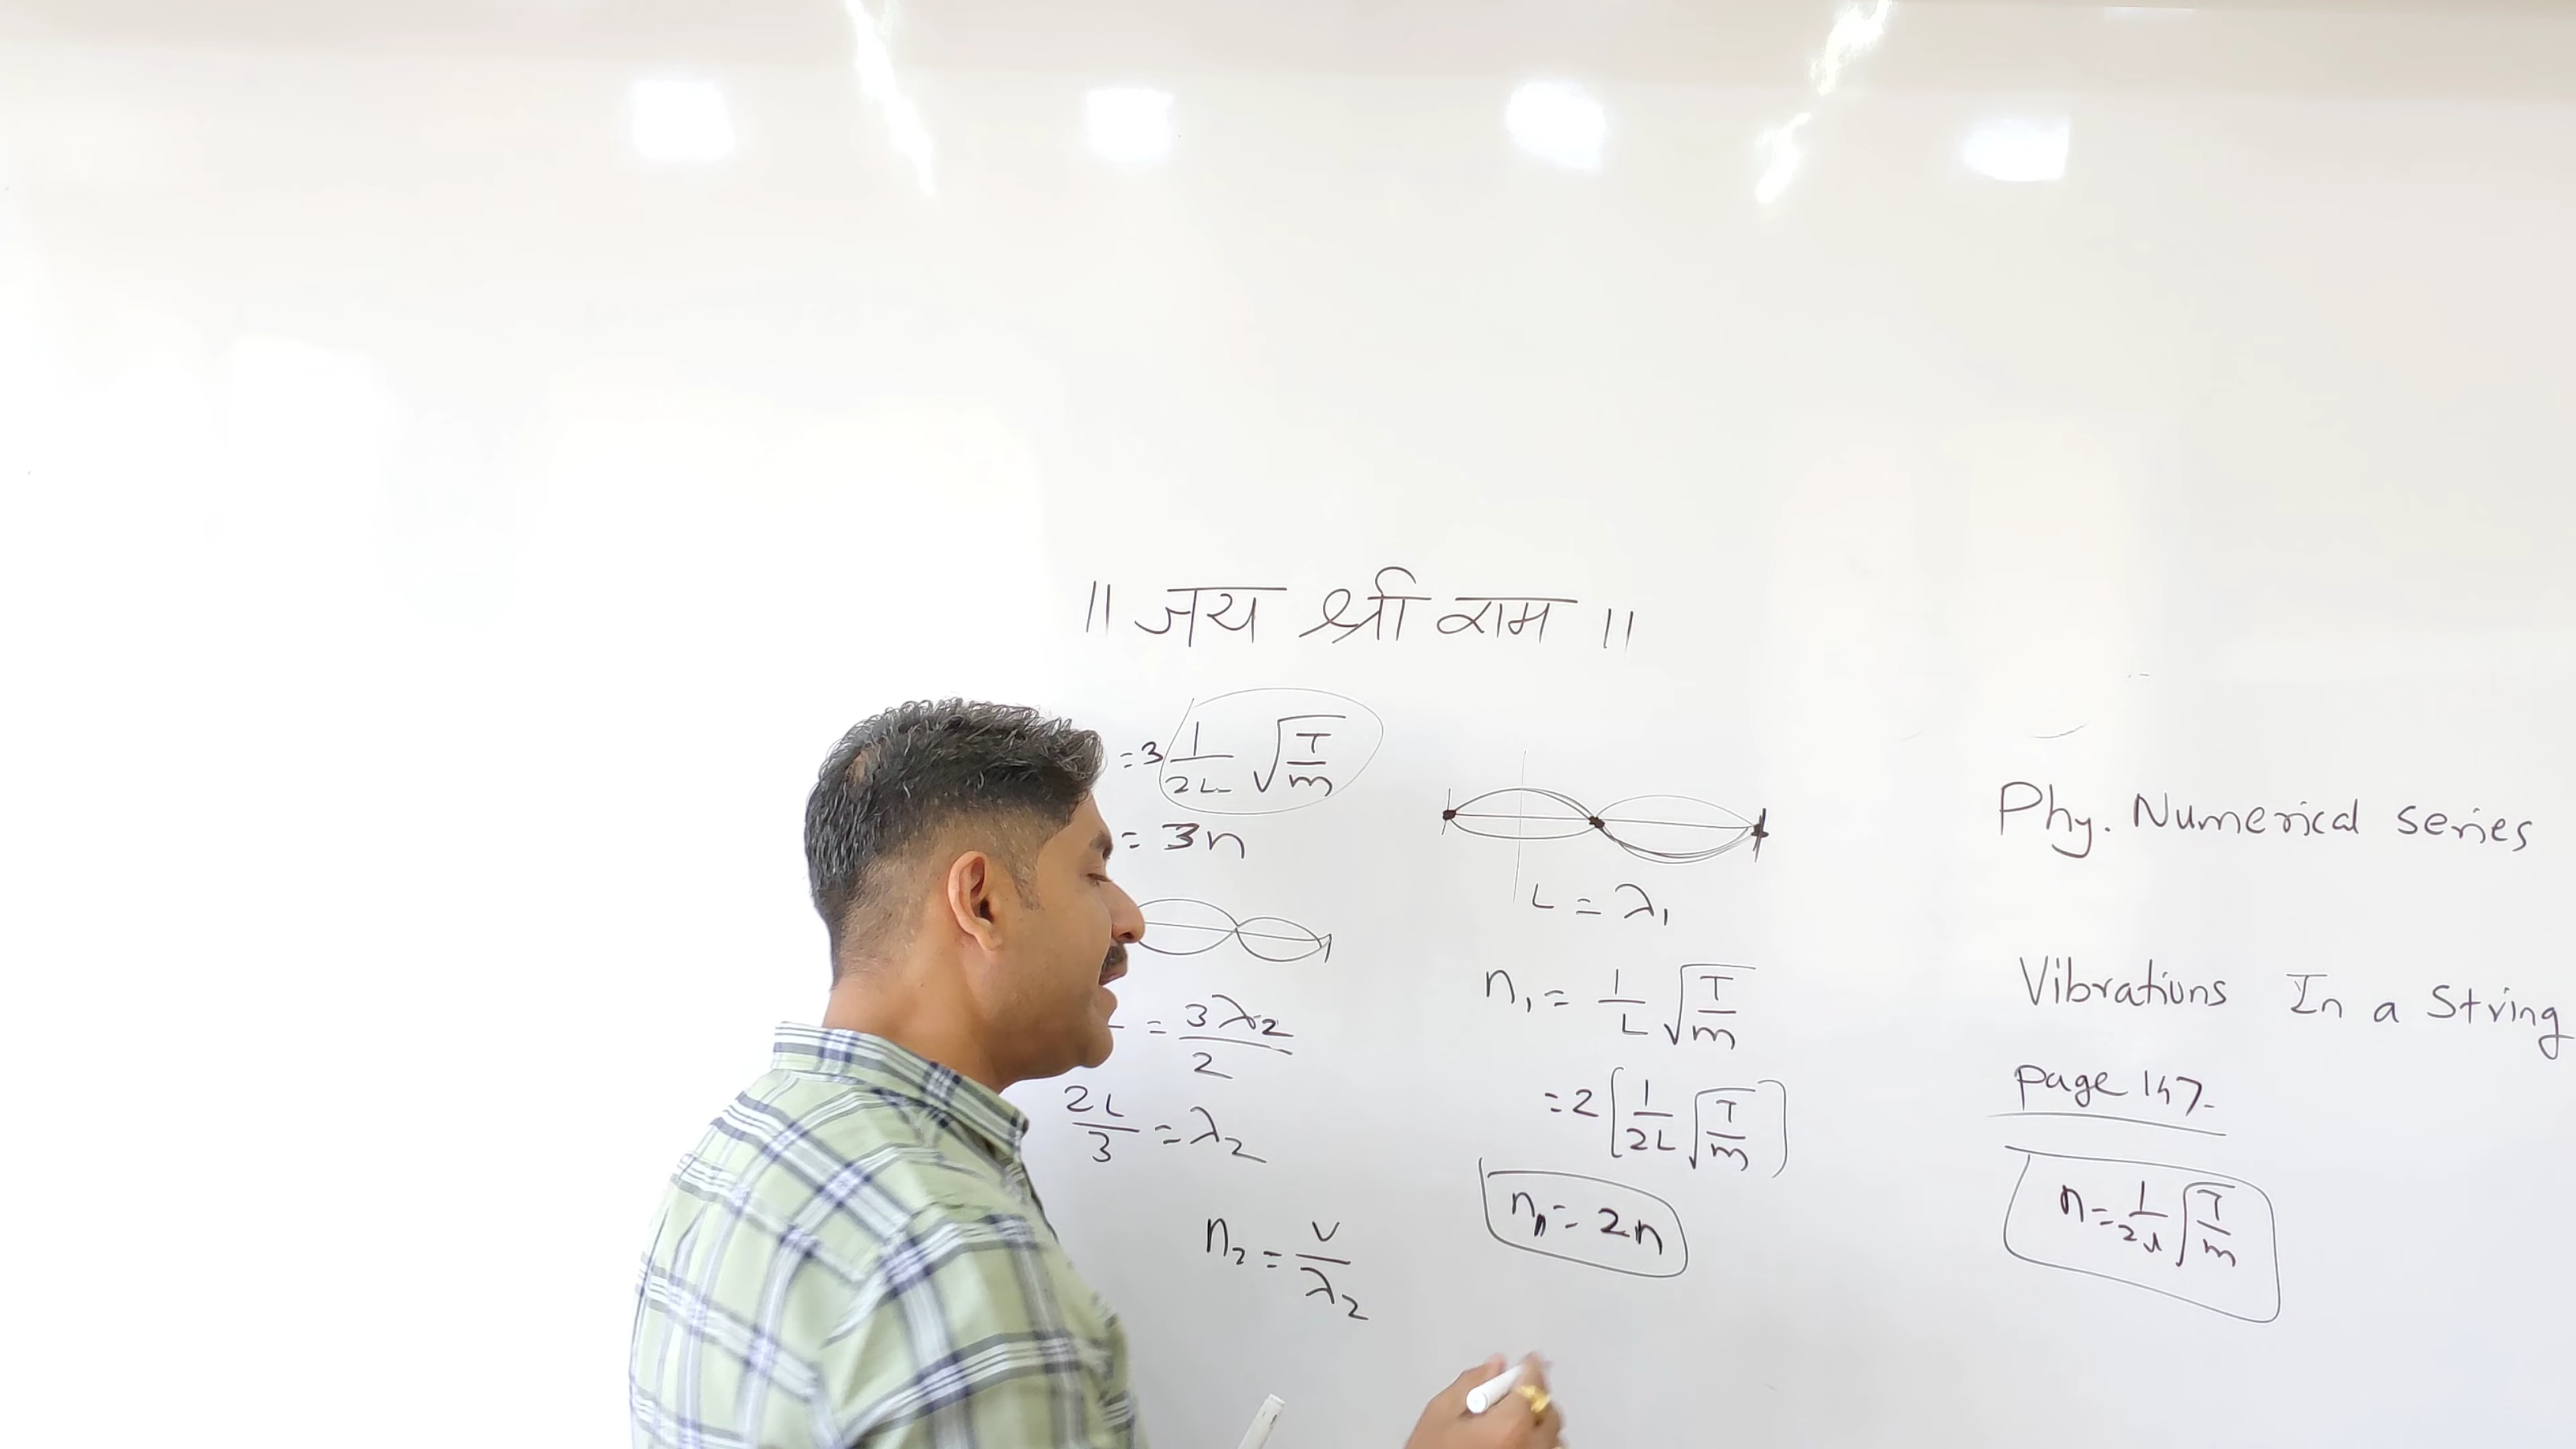 ॥ जय श्री राम ॥
= 3 1/2L √(T/m)
= 3n
= 3λ2/2
2L/3 = λ2
n2 = v/λ2
L = λ1
n1 = 1/L √(T/m)
= 2 [1/2L √(T/m)]
= 2n
Phy. Numerical series
Vibrations In a String
page 147.
n = 1/2l √(T/m)